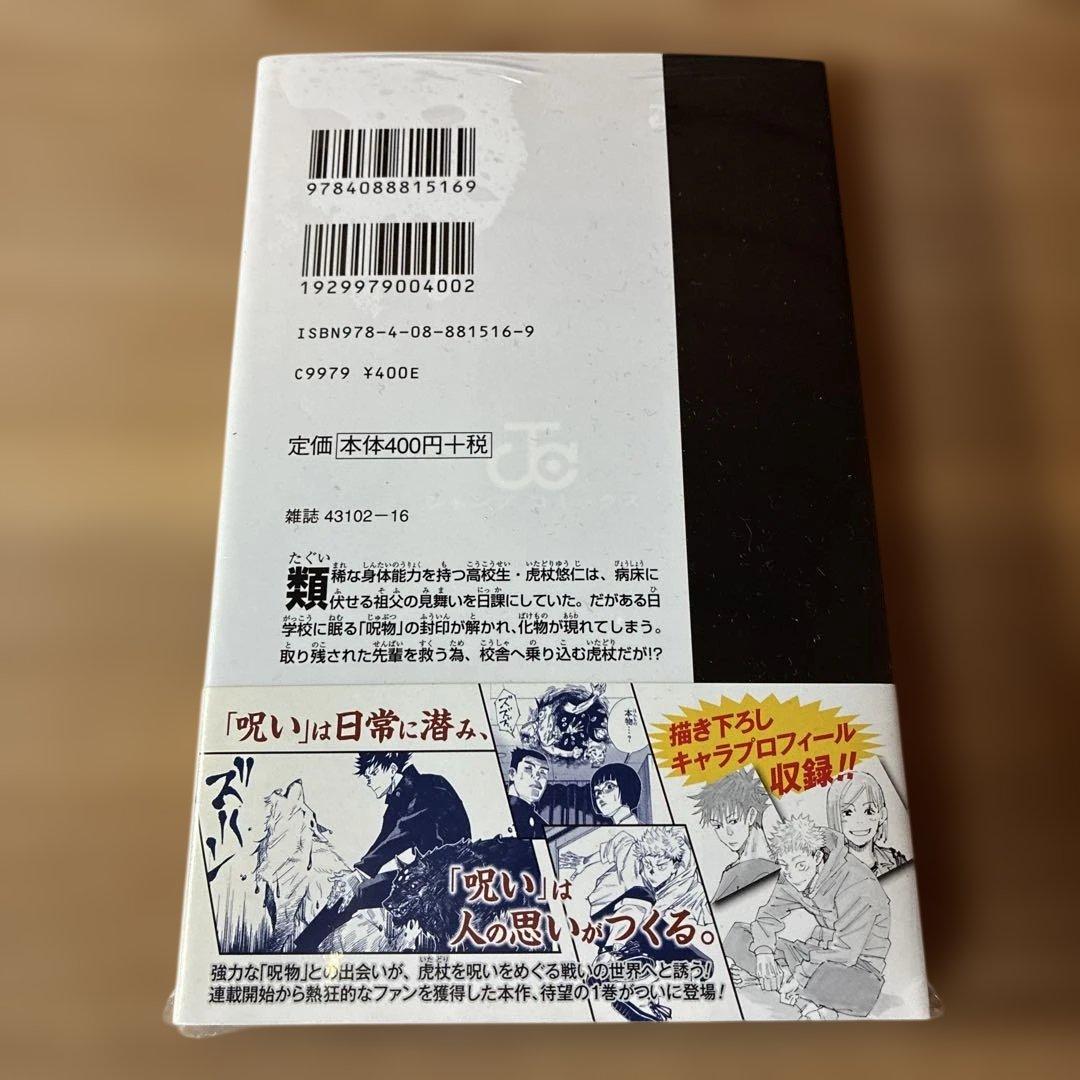 9784088815169
1929979004002
ISBN978-4-08-881516-9
C9979 ¥400E
定価 本体400円+税
JC
ジャンプコミックス
雑誌 43102-16
類稀な身体能力を持つ高校生・虎杖悠仁は、病床に
伏せる祖父の見舞いを日課にしていた。だがある日
学校に眠る「呪物」の封印が解かれ、化物が現れてしまう。
取り残された先輩を救う為、校舎へ乗り込む虎杖だが!?
「呪い」は日常に潜み、
本物…?
描き下ろし
キャラプロフィール
収録!!
「呪い」は
人の思いがつくる。
強力な「呪物」との出会いが、虎杖を呪いをめぐる戦いの世界へと誘う!
連載開始から熱狂的なファンを獲得した本作、待望の1巻がついに登場!